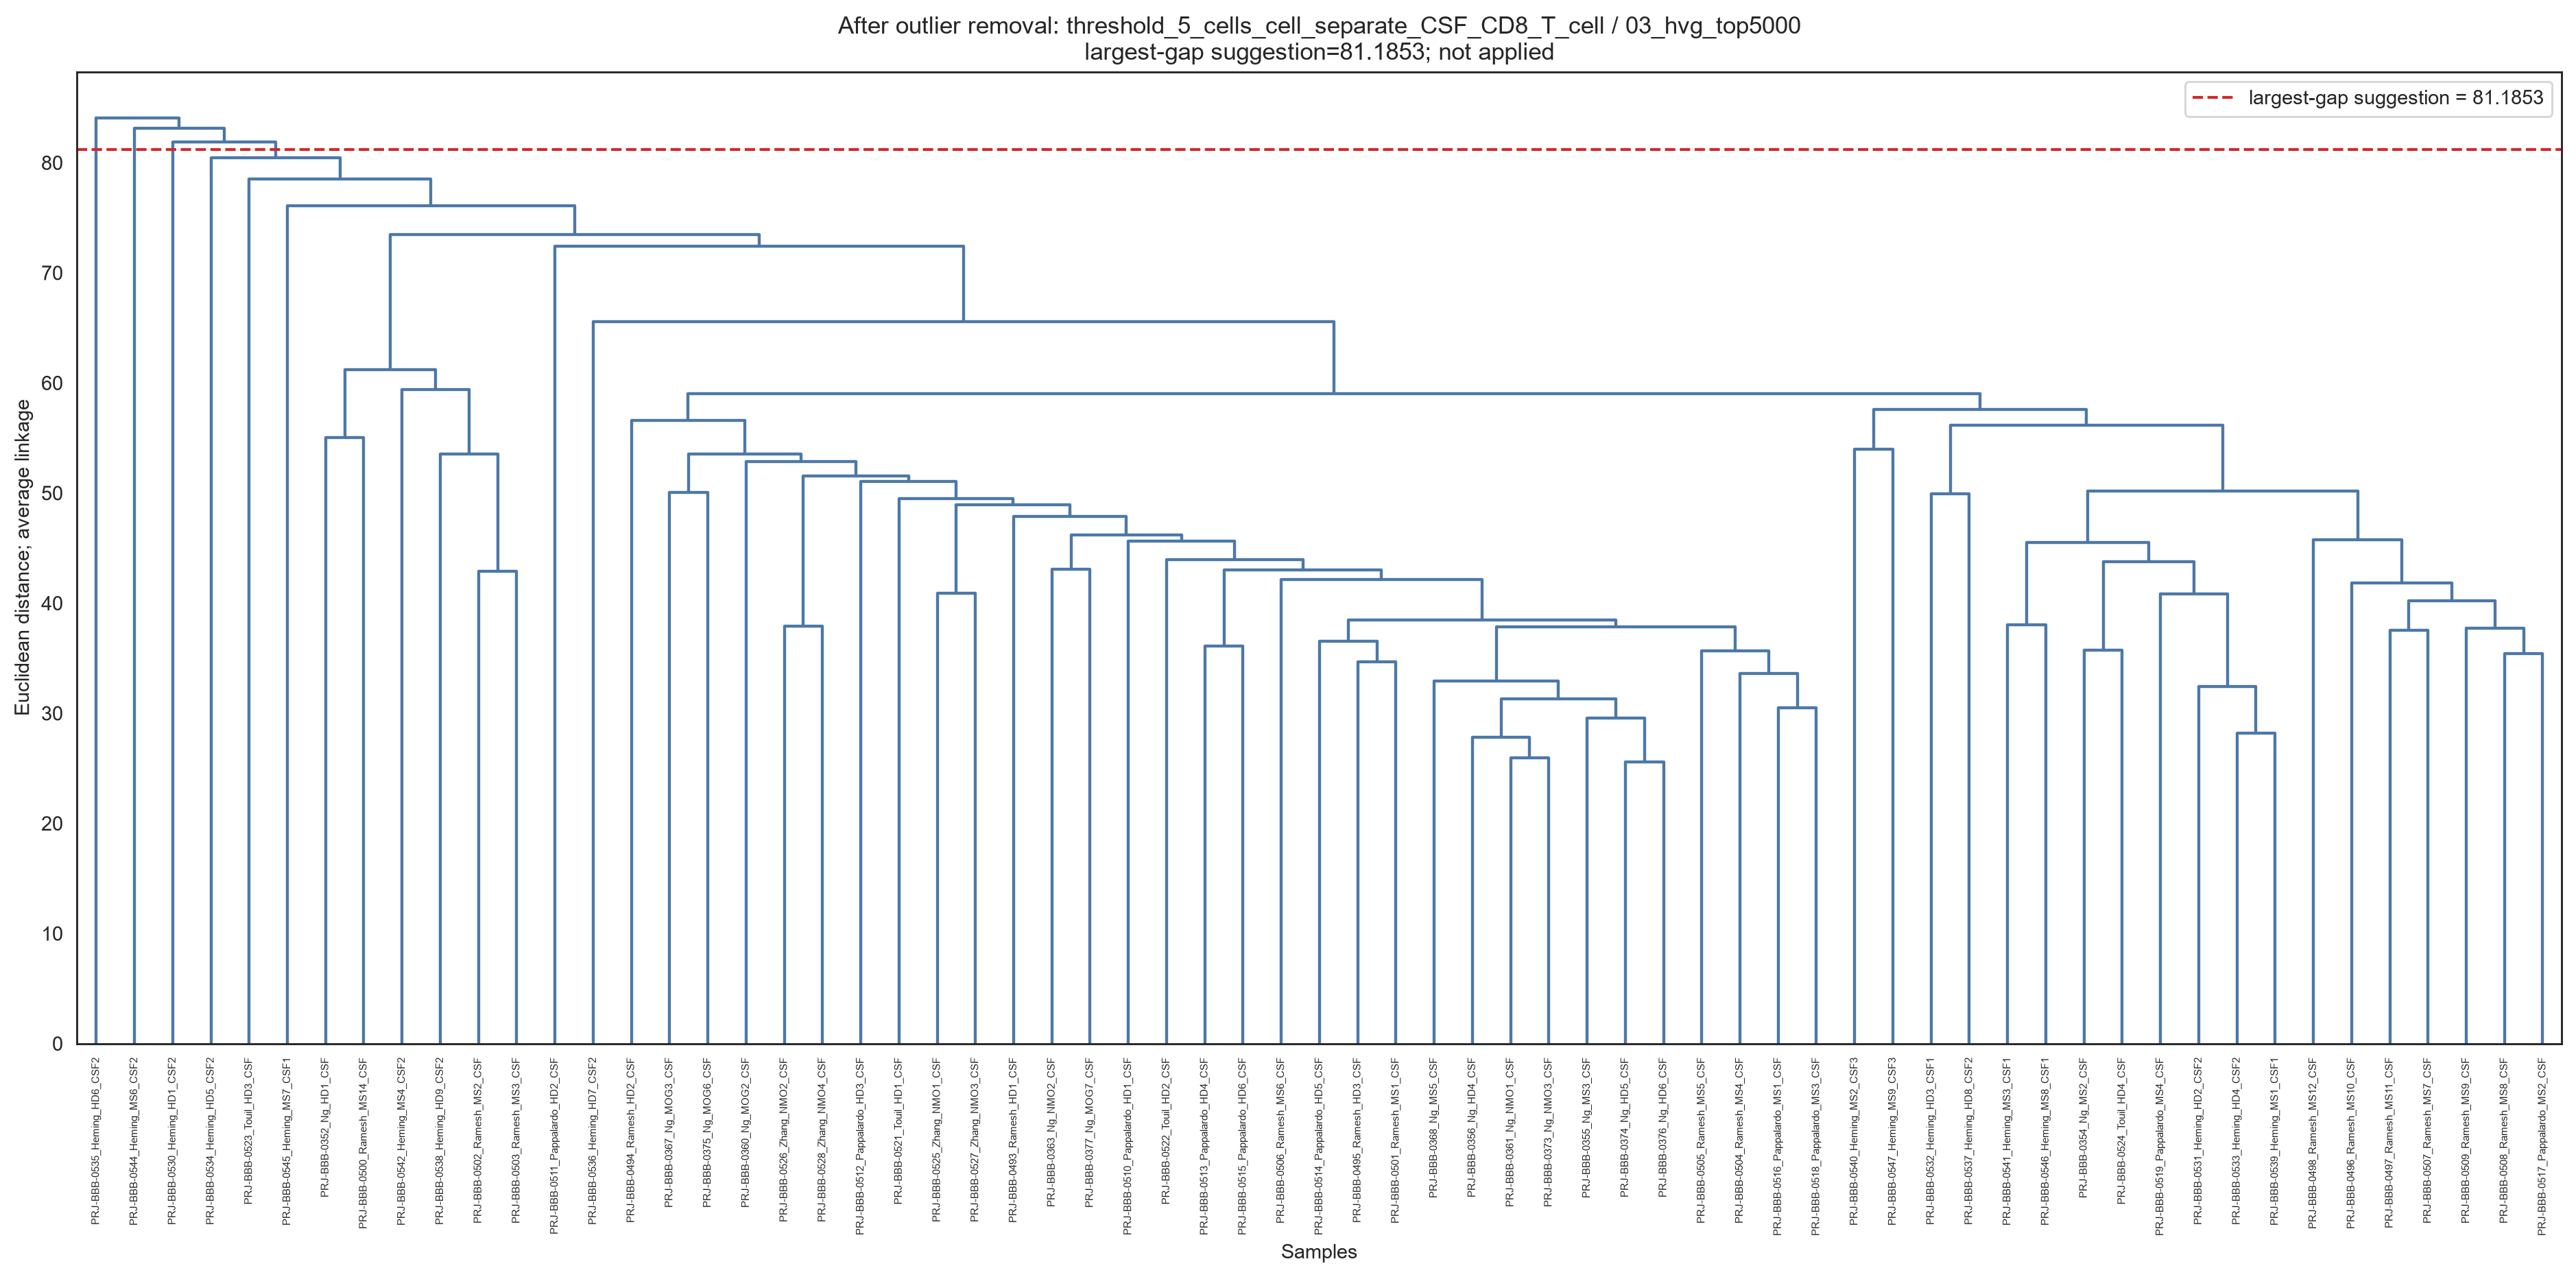 After outlier removal: threshold_5_cells_cell_separate_CSF_CD8_T_cell / 03_hvg_top5000
largest-gap suggestion=81.1853; not applied
largest-gap suggestion = 81.1853
Euclidean distance; average linkage
80
70
60
50
40
30
20
10
0
PRJ-BBB-0535_Heming_HD6_CSF2
PRJ-BBB-0544_Heming_MS6_CSF2
PRJ-BBB-0530_Heming_HD1_CSF2
PRJ-BBB-0534_Heming_HD5_CSF2
PRJ-BBB-0523_Touil_HD3_CSF
PRJ-BBB-0545_Heming_MS7_CSF1
PRJ-BBB-0352_Ng_HD1_CSF
PRJ-BBB-0500_Ramesh_MS14_CSF
PRJ-BBB-0542_Heming_MS4_CSF2
PRJ-BBB-0538_Heming_HD9_CSF2
PRJ-BBB-0502_Ramesh_MS2_CSF
PRJ-BBB-0503_Ramesh_MS3_CSF
PRJ-BBB-0511_Pappalardo_HD2_CSF
PRJ-BBB-0536_Heming_HD7_CSF2
PRJ-BBB-0494_Ramesh_HD2_CSF
PRJ-BBB-0367_Ng_MOG3_CSF
PRJ-BBB-0375_Ng_MOG6_CSF
PRJ-BBB-0360_Ng_MOG2_CSF
PRJ-BBB-0526_Zhang_NMO2_CSF
PRJ-BBB-0528_Zhang_NMO4_CSF
PRJ-BBB-0512_Pappalardo_HD3_CSF
PRJ-BBB-0521_Touil_HD1_CSF
PRJ-BBB-0525_Zhang_NMO1_CSF
PRJ-BBB-0527_Zhang_NMO3_CSF
PRJ-BBB-0493_Ramesh_HD1_CSF
PRJ-BBB-0363_Ng_NMO2_CSF
PRJ-BBB-0377_Ng_MOG7_CSF
PRJ-BBB-0510_Pappalardo_HD1_CSF
PRJ-BBB-0522_Touil_HD2_CSF
PRJ-BBB-0513_Pappalardo_HD4_CSF
PRJ-BBB-0515_Pappalardo_HD6_CSF
PRJ-BBB-0506_Ramesh_MS6_CSF
PRJ-BBB-0514_Pappalardo_HD5_CSF
PRJ-BBB-0495_Ramesh_HD3_CSF
PRJ-BBB-0501_Ramesh_MS1_CSF
PRJ-BBB-0368_Ng_MS5_CSF
PRJ-BBB-0356_Ng_HD4_CSF
PRJ-BBB-0361_Ng_NMO1_CSF
PRJ-BBB-0373_Ng_NMO3_CSF
PRJ-BBB-0355_Ng_MS3_CSF
PRJ-BBB-0374_Ng_HD5_CSF
PRJ-BBB-0376_Ng_HD6_CSF
PRJ-BBB-0505_Ramesh_MS5_CSF
PRJ-BBB-0504_Ramesh_MS4_CSF
PRJ-BBB-0516_Pappalardo_MS1_CSF
PRJ-BBB-0518_Pappalardo_MS3_CSF
PRJ-BBB-0540_Heming_MS2_CSF3
PRJ-BBB-0547_Heming_MS9_CSF3
PRJ-BBB-0532_Heming_HD3_CSF1
PRJ-BBB-0537_Heming_HD8_CSF2
PRJ-BBB-0541_Heming_MS3_CSF1
PRJ-BBB-0546_Heming_MS8_CSF1
PRJ-BBB-0354_Ng_MS2_CSF
PRJ-BBB-0524_Touil_HD4_CSF
PRJ-BBB-0519_Pappalardo_MS4_CSF
PRJ-BBB-0531_Heming_HD2_CSF2
PRJ-BBB-0533_Heming_HD4_CSF2
PRJ-BBB-0539_Heming_MS1_CSF1
PRJ-BBB-0498_Ramesh_MS12_CSF
PRJ-BBB-0496_Ramesh_MS10_CSF
PRJ-BBB-0497_Ramesh_MS11_CSF
PRJ-BBB-0507_Ramesh_MS7_CSF
PRJ-BBB-0509_Ramesh_MS9_CSF
PRJ-BBB-0508_Ramesh_MS8_CSF
PRJ-BBB-0517_Pappalardo_MS2_CSF
Samples